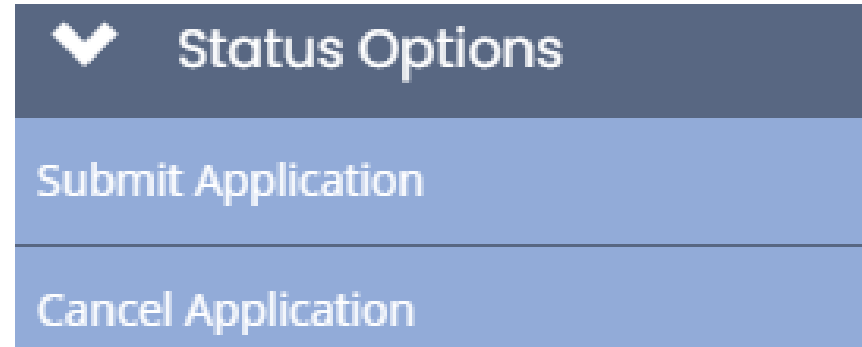 Status Options
Submit Application
Cancel Application